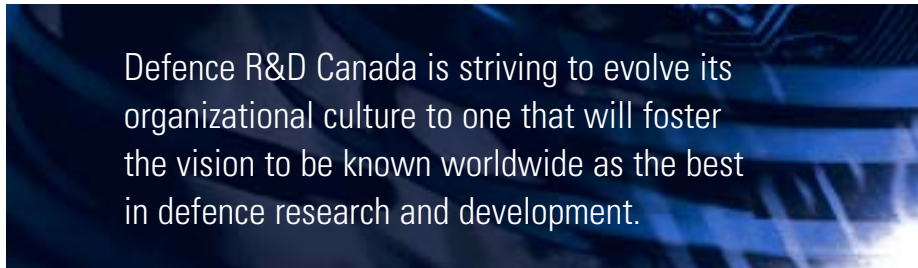 Defence R&D Canada is striving to evolve its
organizational culture to one that will foster
the vision to be known worldwide as the best
in defence research and development.